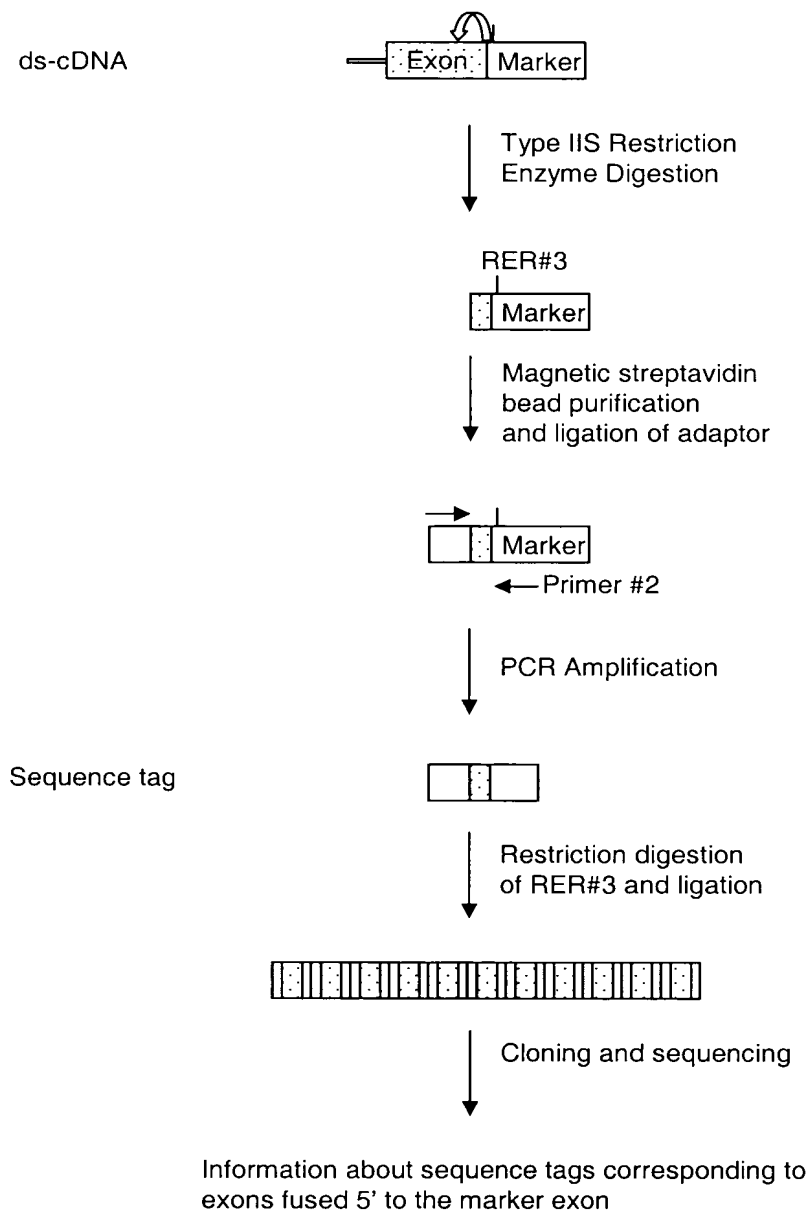 ds-cDNA
Exon
Marker
Type IIS Restriction
Enzyme Digestion
RER#3
Marker
Magnetic streptavidin
bead purification
and ligation of adaptor
Marker
Primer #2
PCR Amplification
Sequence tag
Restriction digestion
of RER#3 and ligation
Cloning and sequencing
Information about sequence tags corresponding to
exons fused 5' to the marker exon